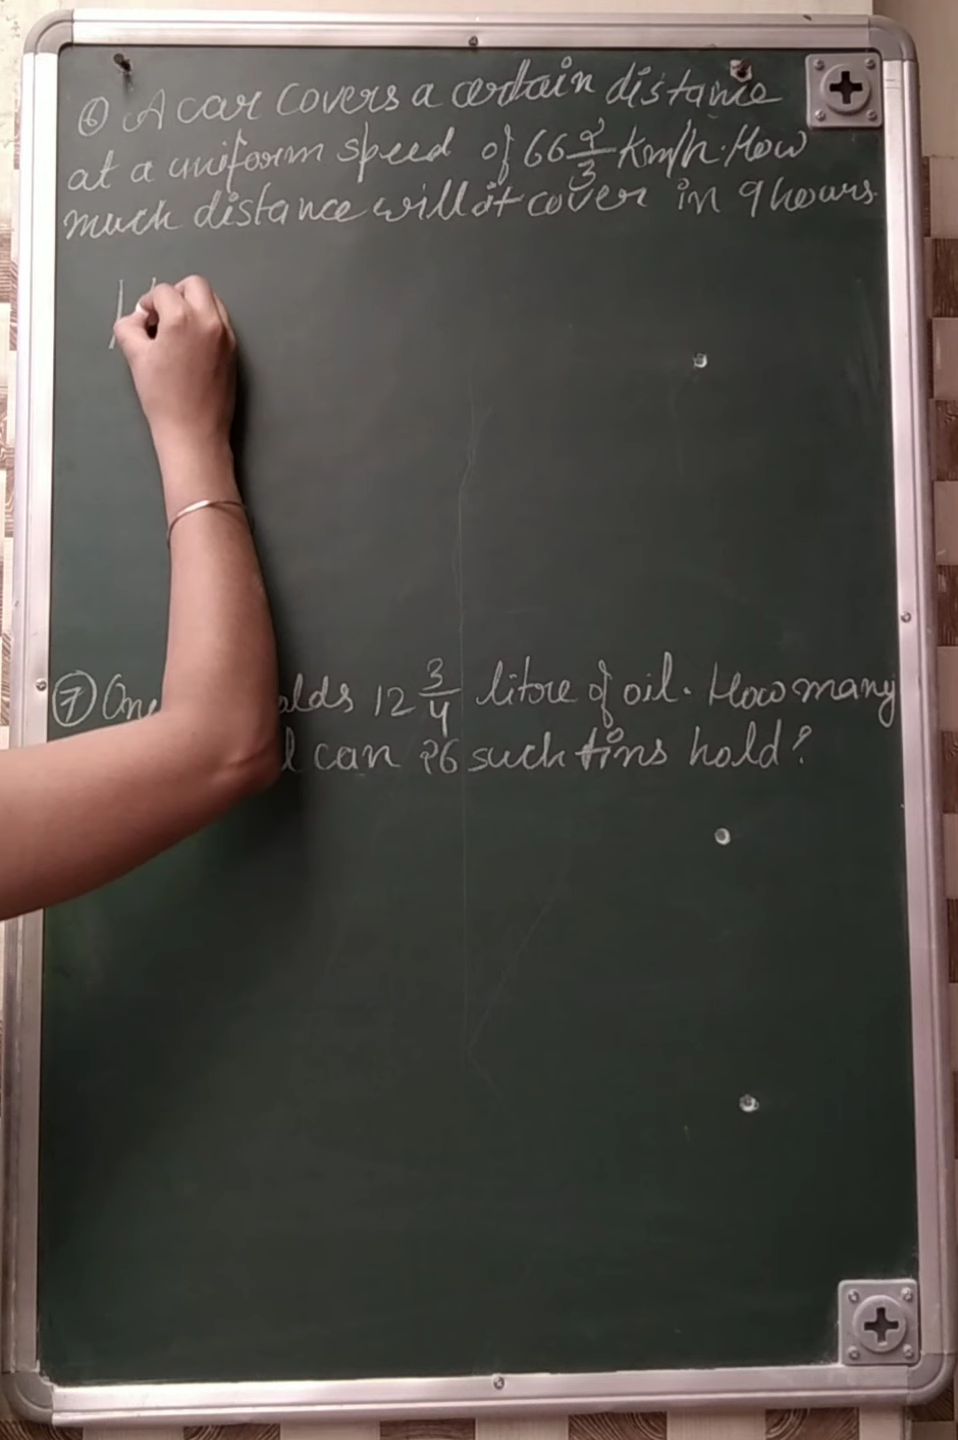 ⑥ A car covers a certain distance
at a uniform speed of 66 2/3 Km/h. How
much distance will it cover in 9 hours.
⑦ One 12 3/4 litre of oil. How many
can 26 such tins hold?